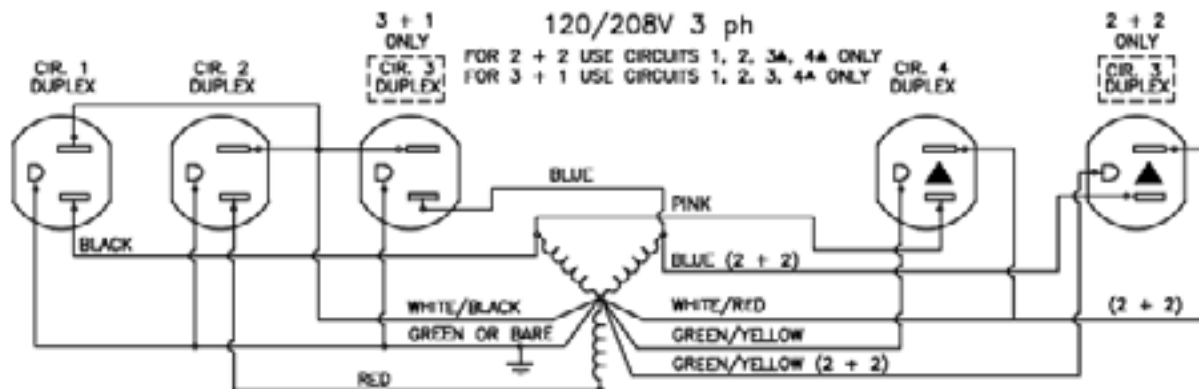 120/208V 3 ph
FOR 2 + 2 USE CIRCUITS 1, 2, 3▲, 4▲ ONLY
FOR 3 + 1 USE CIRCUITS 1, 2, 3, 4▲ ONLY
CIR. 1
DUPLEX
CIR. 2
DUPLEX
3 + 1
ONLY
CIR. 3
DUPLEX
CIR. 4
DUPLEX
2 + 2
ONLY
CIR. 3
DUPLEX
BLUE
PINK
BLACK
BLUE (2 + 2)
WHITE/BLACK
WHITE/RED
(2 + 2)
GREEN OR BARE
GREEN/YELLOW
GREEN/YELLOW (2 + 2)
RED